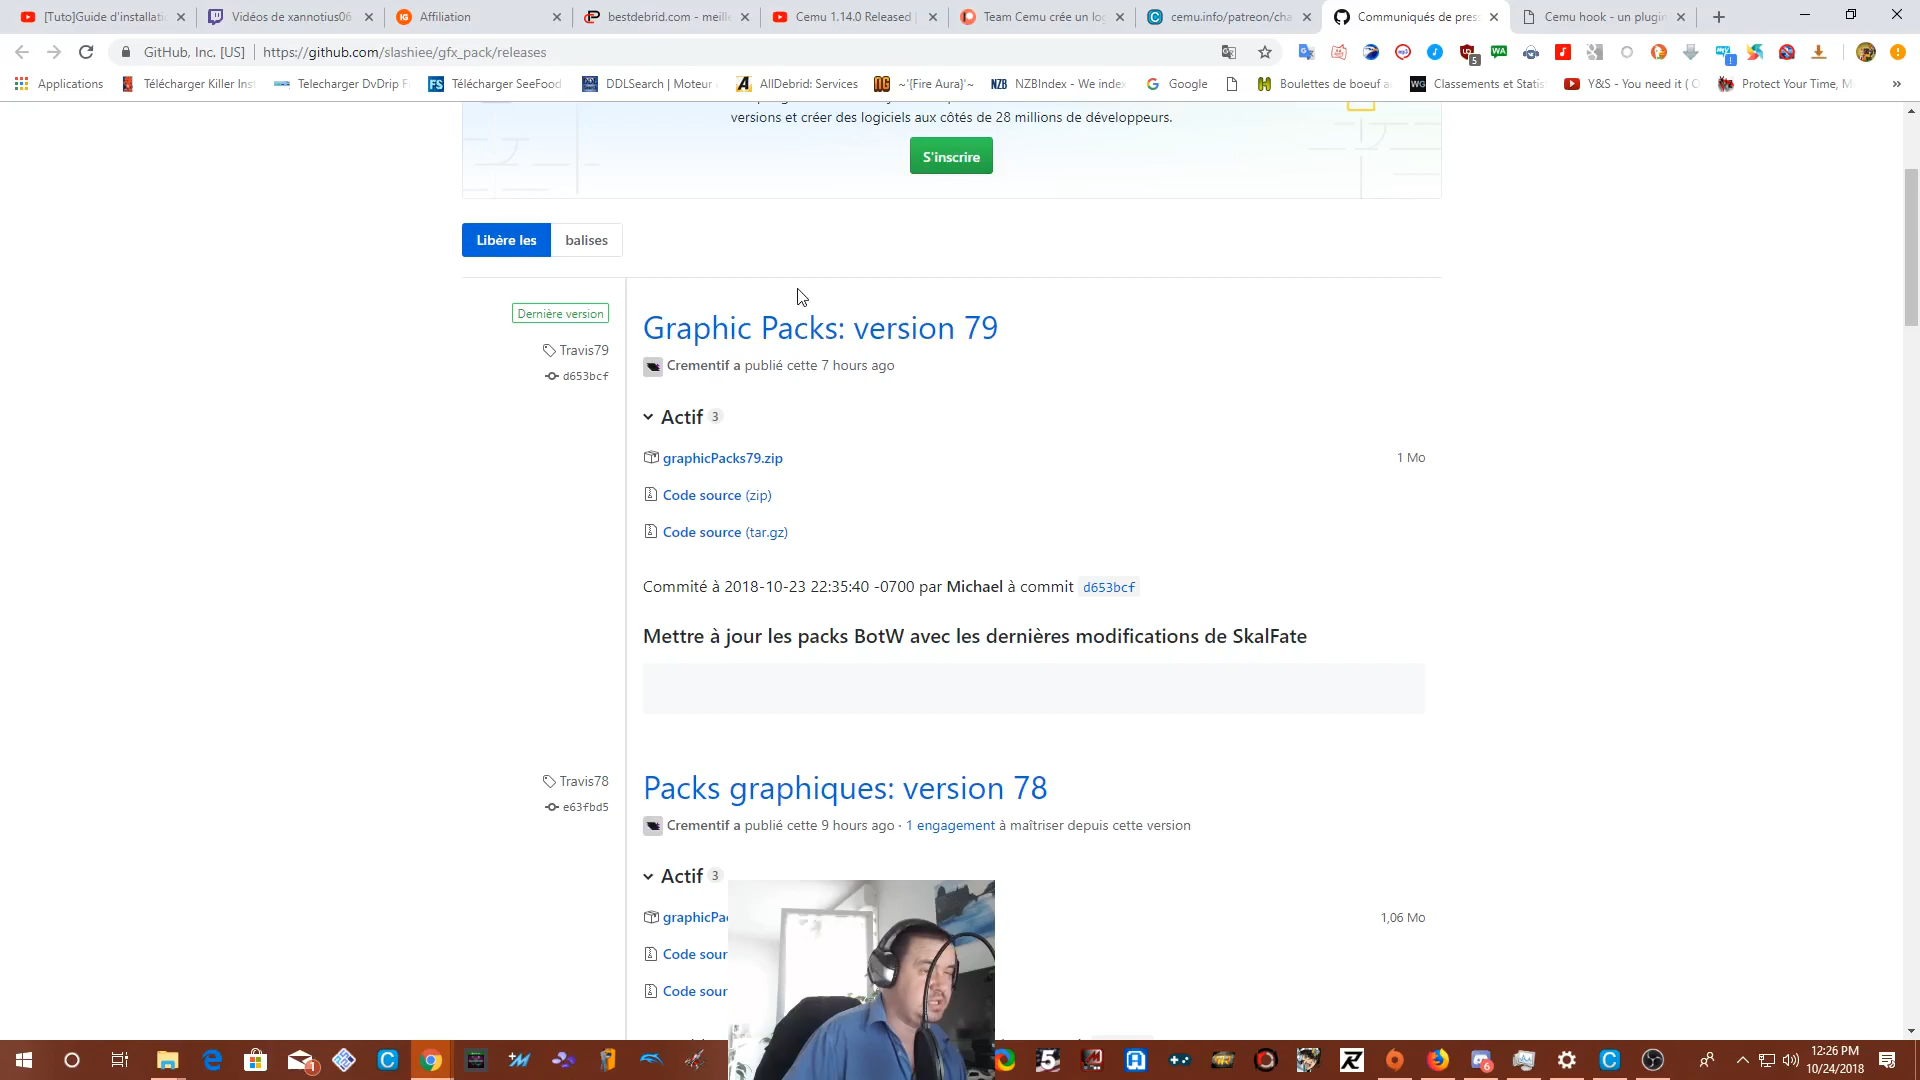 [Tuto]Guide d'installatio
Vidéos de xannotius06
Affiliation
bestdebrid.com - meille
Cemu 1.14.0 Released
Team Cemu crée un log
cemu.info/patreon/cha
Communiqués de press
Cemu hook - un plugin
GitHub, Inc. [US]
https://github.com/slashiee/gfx_pack/releases
Applications
Télécharger Killer Inst
Telecharger DvDrip F
Télécharger SeeFood
DDLSearch | Moteur
AllDebrid: Services
~'{Fire Aura}'~
NZBIndex - We index
Google
Boulettes de boeuf a
Classements et Statis
Y&S - You need it ( O
Protect Your Time, M
versions et créer des logiciels aux côtés de 28 millions de développeurs.
S'inscrire
Libère les
balises
Dernière version
Travis79
d653bcf
Graphic Packs: version 79
Crementif a publié cette 7 hours ago
Actif 3
graphicPacks79.zip
1 Mo
Code source (zip)
Code source (tar.gz)
Commité à 2018-10-23 22:35:40 -0700 par Michael à commit d653bcf
Mettre à jour les packs BotW avec les dernières modifications de SkalFate
Travis78
e63fbd5
Packs graphiques: version 78
Crementif a publié cette 9 hours ago · 1 engagement à maîtriser depuis cette version
Actif 3
graphicPa
1,06 Mo
Code sour
Code sour
12:26 PM
10/24/2018